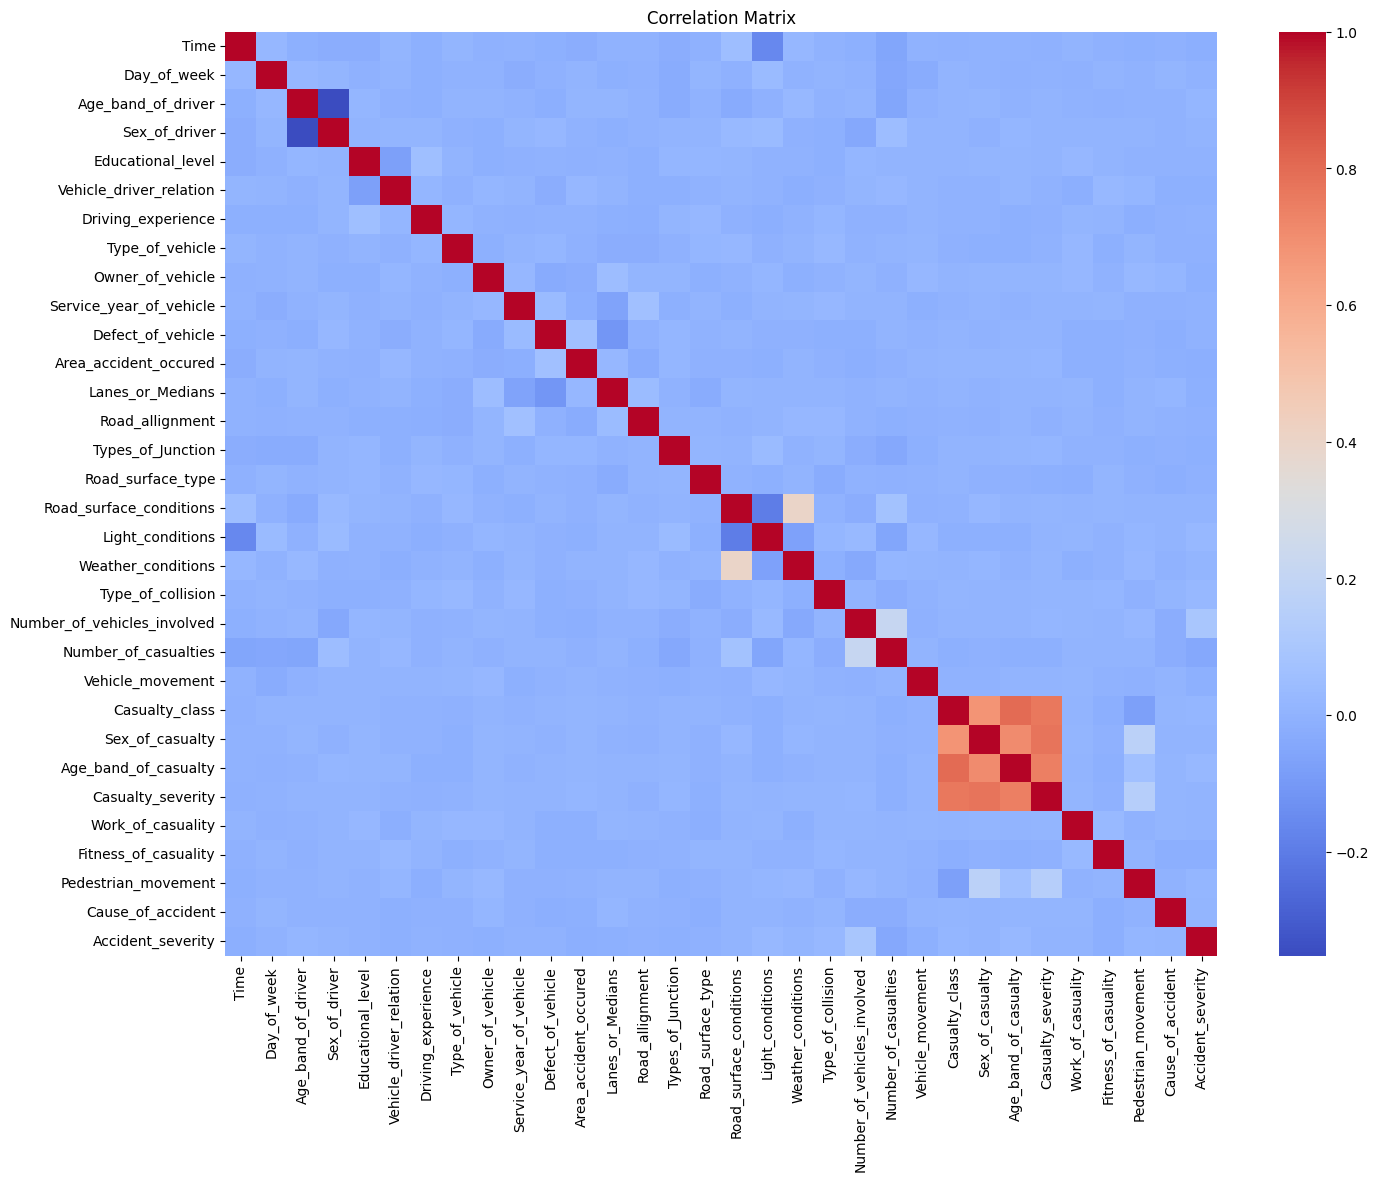 Correlation Matrix
Time
Day_of_week
Age_band_of_driver
Sex_of_driver
Educational_level
Vehicle_driver_relation
Driving_experience
Type_of_vehicle
Owner_of_vehicle
Service_year_of_vehicle
Defect_of_vehicle
Area_accident_occured
Lanes_or_Medians
Road_allignment
Types_of_Junction
Road_surface_type
Road_surface_conditions
Light_conditions
Weather_conditions
Type_of_collision
Number_of_vehicles_involved
Number_of_casualties
Vehicle_movement
Casualty_class
Sex_of_casualty
Age_band_of_casualty
Casualty_severity
Work_of_casuality
Fitness_of_casuality
Pedestrian_movement
Cause_of_accident
Accident_severity
Time
Day_of_week
Age_band_of_driver
Sex_of_driver
Educational_level
Vehicle_driver_relation
Driving_experience
Type_of_vehicle
Owner_of_vehicle
Service_year_of_vehicle
Defect_of_vehicle
Area_accident_occured
Lanes_or_Medians
Road_allignment
Types_of_Junction
Road_surface_type
Road_surface_conditions
Light_conditions
Weather_conditions
Type_of_collision
Number_of_vehicles_involved
Number_of_casualties
Vehicle_movement
Casualty_class
Sex_of_casualty
Age_band_of_casualty
Casualty_severity
Work_of_casuality
Fitness_of_casuality
Pedestrian_movement
Cause_of_accident
Accident_severity
1.0
0.8
0.6
0.4
0.2
0.0
−0.2